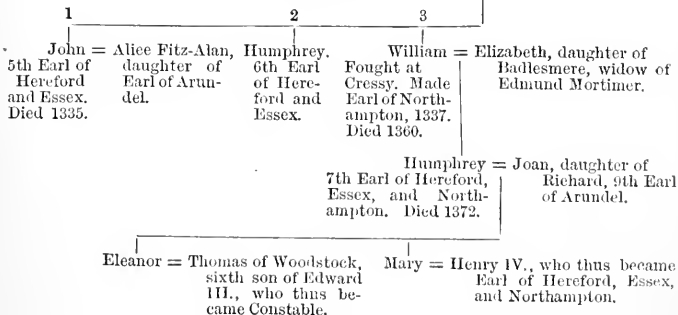 1 2 3
John = Alice Fitz-Alan,
5th Earl of
Hereford
and Essex.
Died 1335.
daughter of
Earl of Arun-
del.
Humphrey.
6th Earl
of Here-
ford and
Essex.
William = Elizabeth, daughter of
Badlesmere, widow of
Edmund Mortimer.
Fought at
Cressy. Made
Earl of North-
ampton, 1337.
Died 1360.
Humphrey = Joan, daughter of
Richard, 9th Earl
of Arundel.
7th Earl of Hereford,
Essex, and North-
ampton. Died 1372.
Eleanor = Thomas of Woodstock,
sixth son of Edward
III., who thus be-
came Constable.
Mary = Henry IV., who thus became
Earl of Hereford, Essex,
and Northampton.